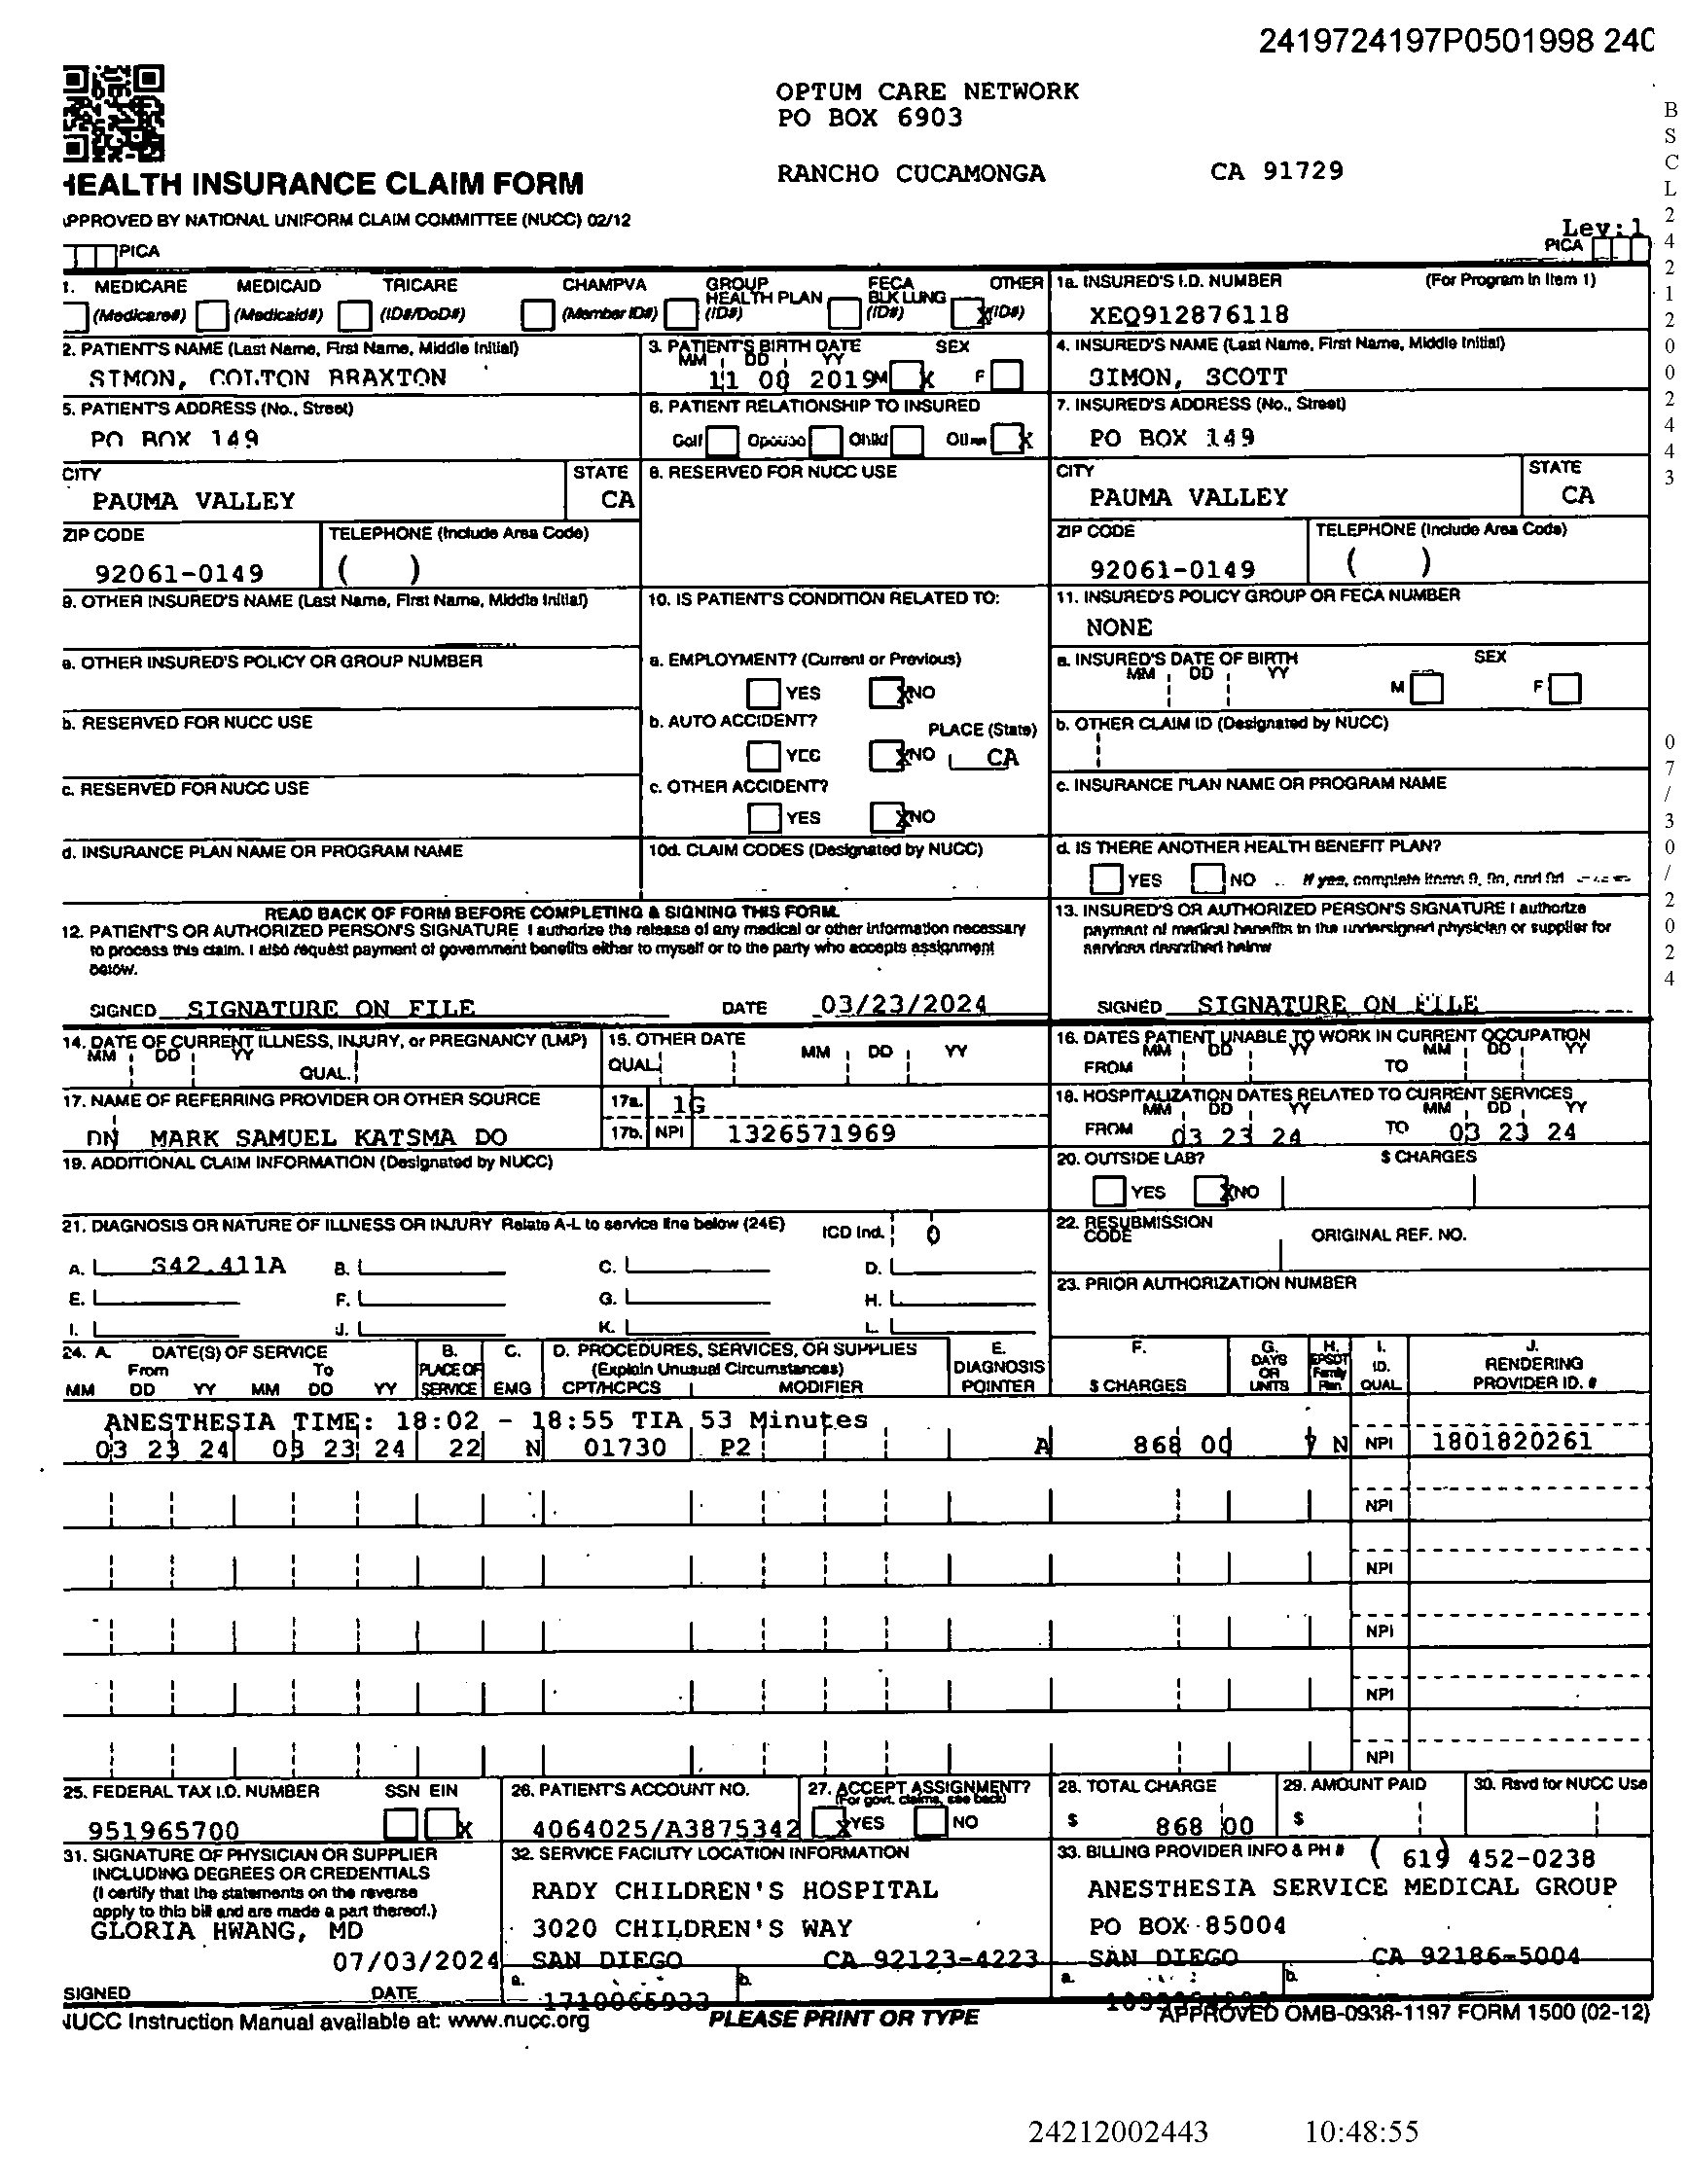 2419724197P0501998 240
OPTUM CARE NETWORK
PO BOX 6903
RANCHO CUCAMONGA CA 91729
HEALTH INSURANCE CLAIM FORM
APPROVED BY NATIONAL UNIFORM CLAIM COMMITTEE (NUCC) 02/12
Lev:1
PICA PICA
1. MEDICARE MEDICAID TRICARE CHAMPVA GROUP HEALTH PLAN FECA BLK LUNG OTHER
(Medicare#) (Medicaid#) (ID#/DoD#) (Member ID#) (ID#) (ID#) X (ID#)
1a. INSURED'S I.D. NUMBER (For Program in Item 1)
XEQ912876118
2. PATIENT'S NAME (Last Name, First Name, Middle Initial)
SIMON, COLTON BRAXTON
3. PATIENT'S BIRTH DATE SEX
MM DD YY
11 08 2019 M X F
4. INSURED'S NAME (Last Name, First Name, Middle Initial)
SIMON, SCOTT
5. PATIENT'S ADDRESS (No., Street)
PO BOX 149
6. PATIENT RELATIONSHIP TO INSURED
Self Spouse Child Other X
7. INSURED'S ADDRESS (No., Street)
PO BOX 149
CITY STATE
PAUMA VALLEY CA
8. RESERVED FOR NUCC USE
CITY STATE
PAUMA VALLEY CA
ZIP CODE TELEPHONE (Include Area Code)
92061-0149 ( )
ZIP CODE TELEPHONE (Include Area Code)
92061-0149 ( )
9. OTHER INSURED'S NAME (Last Name, First Name, Middle Initial)
10. IS PATIENT'S CONDITION RELATED TO:
11. INSURED'S POLICY GROUP OR FECA NUMBER
NONE
a. OTHER INSURED'S POLICY OR GROUP NUMBER
a. EMPLOYMENT? (Current or Previous)
YES X NO
a. INSURED'S DATE OF BIRTH SEX
MM DD YY M F
b. RESERVED FOR NUCC USE
b. AUTO ACCIDENT? PLACE (State)
YES X NO CA
b. OTHER CLAIM ID (Designated by NUCC)
c. RESERVED FOR NUCC USE
c. OTHER ACCIDENT?
YES X NO
c. INSURANCE PLAN NAME OR PROGRAM NAME
d. INSURANCE PLAN NAME OR PROGRAM NAME
10d. CLAIM CODES (Designated by NUCC)
d. IS THERE ANOTHER HEALTH BENEFIT PLAN?
YES NO If yes, complete items 9, 9a, and 9d
READ BACK OF FORM BEFORE COMPLETING & SIGNING THIS FORM.
12. PATIENT'S OR AUTHORIZED PERSON'S SIGNATURE I authorize the release of any medical or other information necessary
to process this claim. I also request payment of government benefits either to myself or to the party who accepts assignment
below.
SIGNED SIGNATURE ON FILE DATE 03/23/2024
13. INSURED'S OR AUTHORIZED PERSON'S SIGNATURE I authorize
payment of medical benefits to the undersigned physician or supplier for
services described below
SIGNED SIGNATURE ON FILE
14. DATE OF CURRENT ILLNESS, INJURY, or PREGNANCY (LMP)
MM DD YY QUAL.
15. OTHER DATE
QUAL. MM DD YY
16. DATES PATIENT UNABLE TO WORK IN CURRENT OCCUPATION
MM DD YY MM DD YY
FROM TO
17. NAME OF REFERRING PROVIDER OR OTHER SOURCE
DN MARK SAMUEL KATSMA DO
17a. 1G
17b. NPI 1326571969
18. HOSPITALIZATION DATES RELATED TO CURRENT SERVICES
MM DD YY MM DD YY
FROM 03 23 24 TO 03 23 24
19. ADDITIONAL CLAIM INFORMATION (Designated by NUCC)
20. OUTSIDE LAB? $ CHARGES
YES X NO
21. DIAGNOSIS OR NATURE OF ILLNESS OR INJURY Relate A-L to service line below (24E) ICD Ind. 0
A. S42.411A B. C. D.
E. F. G. H.
I. J. K. L.
22. RESUBMISSION CODE ORIGINAL REF. NO.
23. PRIOR AUTHORIZATION NUMBER
24. A. DATE(S) OF SERVICE B. C. D. PROCEDURES, SERVICES, OR SUPPLIES E. F. G. H. I. J.
From To PLACE OF (Explain Unusual Circumstances) DIAGNOSIS DAYS OR EPSDT Family ID. RENDERING
MM DD YY MM DD YY SERVICE EMG CPT/HCPCS MODIFIER POINTER $ CHARGES UNITS Plan QUAL. PROVIDER ID. #
ANESTHESIA TIME: 18:02 - 18:55 TIA 53 Minutes
03 23 24 03 23 24 22 N 01730 P2 A 868 00 7 N NPI 1801820261
NPI
NPI
NPI
NPI
NPI
25. FEDERAL TAX I.D. NUMBER SSN EIN
951965700 X
26. PATIENT'S ACCOUNT NO.
4064025/A3875342
27. ACCEPT ASSIGNMENT?
(For govt. claims, see back)
X YES NO
28. TOTAL CHARGE
$ 868 00
29. AMOUNT PAID
$
30. Rsvd for NUCC Use
31. SIGNATURE OF PHYSICIAN OR SUPPLIER
INCLUDING DEGREES OR CREDENTIALS
(I certify that the statements on the reverse
apply to this bill and are made a part thereof.)
GLORIA HWANG, MD
07/03/2024
SIGNED DATE
32. SERVICE FACILITY LOCATION INFORMATION
RADY CHILDREN'S HOSPITAL
3020 CHILDREN'S WAY
SAN DIEGO CA 92123-4223
a. b.
33. BILLING PROVIDER INFO & PH # ( 619 ) 452-0238
ANESTHESIA SERVICE MEDICAL GROUP
PO BOX 85004
SAN DIEGO CA 92186-5004
a. b.
NUCC Instruction Manual available at: www.nucc.org
PLEASE PRINT OR TYPE
APPROVED OMB-0938-1197 FORM 1500 (02-12)
BSCL24212002443 07/30/2024
24212002443 10:48:55